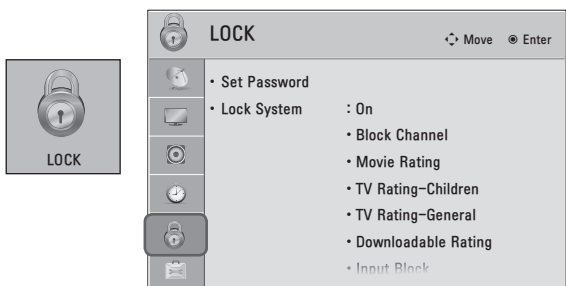 LOCK
LOCK
Move Enter
• Set Password
• Lock System : On
• Block Channel
• Movie Rating
• TV Rating-Children
• TV Rating-General
• Downloadable Rating
• Input Block